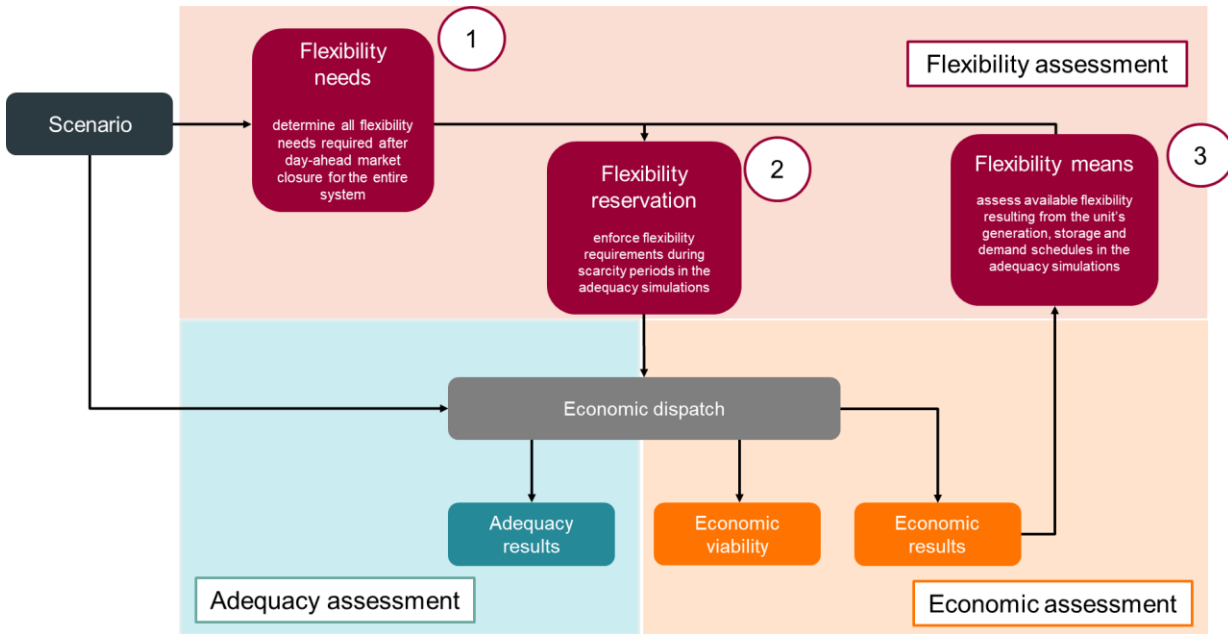 1
Flexibility
needs
determine all flexibility
needs required after
day-ahead market
closure for the entire
system
Flexibility assessment
Scenario
2
Flexibility
reservation
enforce flexibility
requirements during
scarcity periods in the
adequacy simulations
3
Flexibility means
assess available flexibility
resulting from the unit's
generation, storage and
demand schedules in the
adequacy simulations
Economic dispatch
Adequacy
results
Economic
viability
Economic
results
Adequacy assessment
Economic assessment